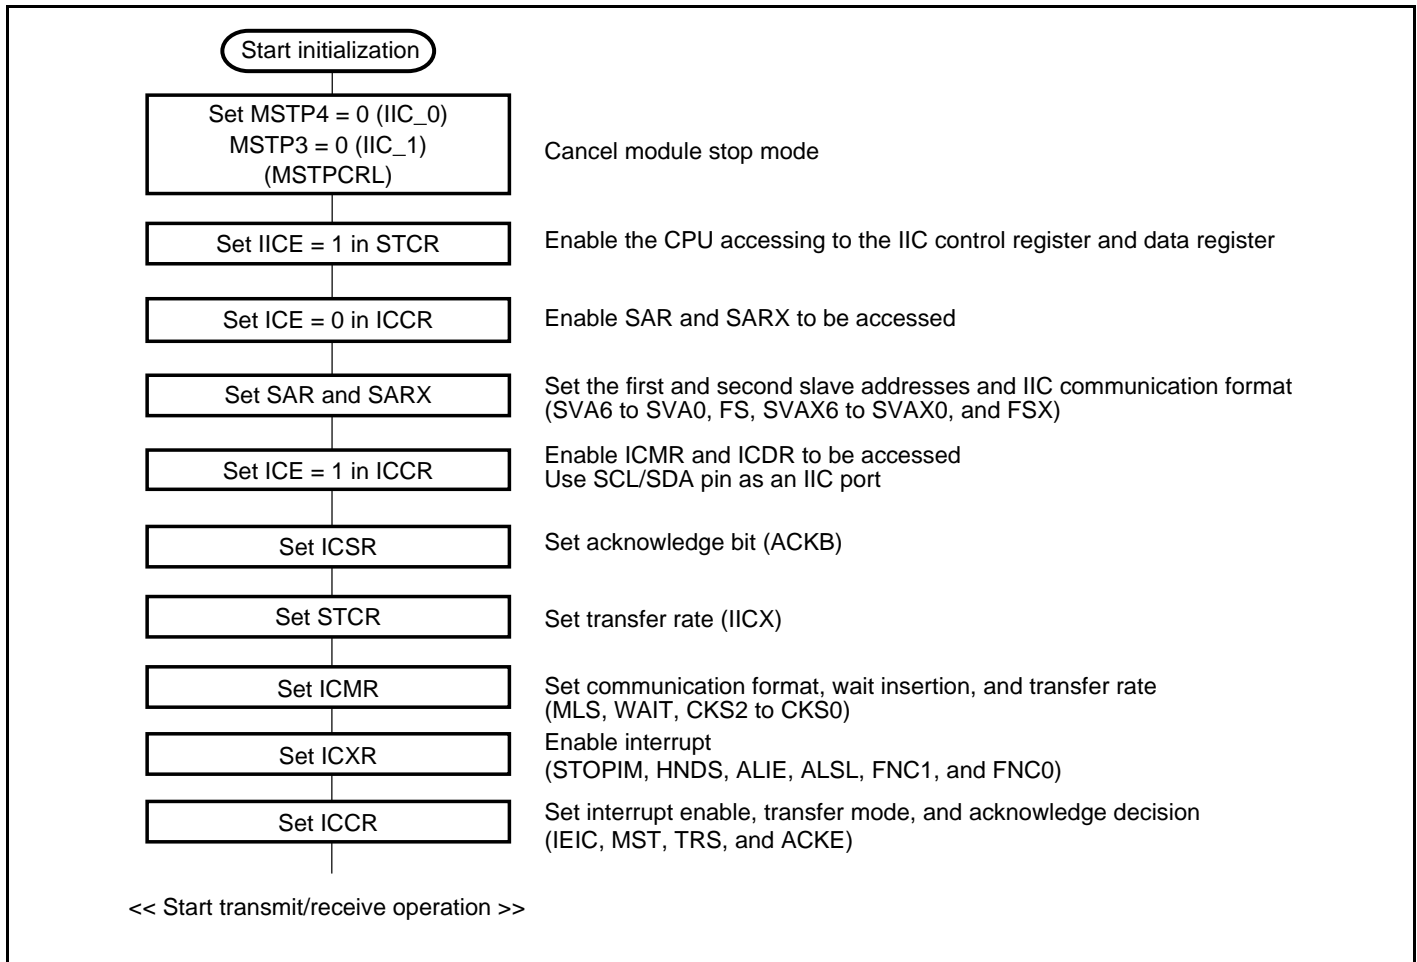 Start initialization
Set MSTP4 = 0 (IIC_0)
MSTP3 = 0 (IIC_1)
(MSTPCRL)
Cancel module stop mode
Set IICE = 1 in STCR
Enable the CPU accessing to the IIC control register and data register
Set ICE = 0 in ICCR
Enable SAR and SARX to be accessed
Set SAR and SARX
Set the first and second slave addresses and IIC communication format
(SVA6 to SVA0, FS, SVAX6 to SVAX0, and FSX)
Set ICE = 1 in ICCR
Enable ICMR and ICDR to be accessed
Use SCL/SDA pin as an IIC port
Set ICSR
Set acknowledge bit (ACKB)
Set STCR
Set transfer rate (IICX)
Set ICMR
Set communication format, wait insertion, and transfer rate
(MLS, WAIT, CKS2 to CKS0)
Set ICXR
Enable interrupt
(STOPIM, HNDS, ALIE, ALSL, FNC1, and FNC0)
Set ICCR
Set interrupt enable, transfer mode, and acknowledge decision
(IEIC, MST, TRS, and ACKE)
<< Start transmit/receive operation >>